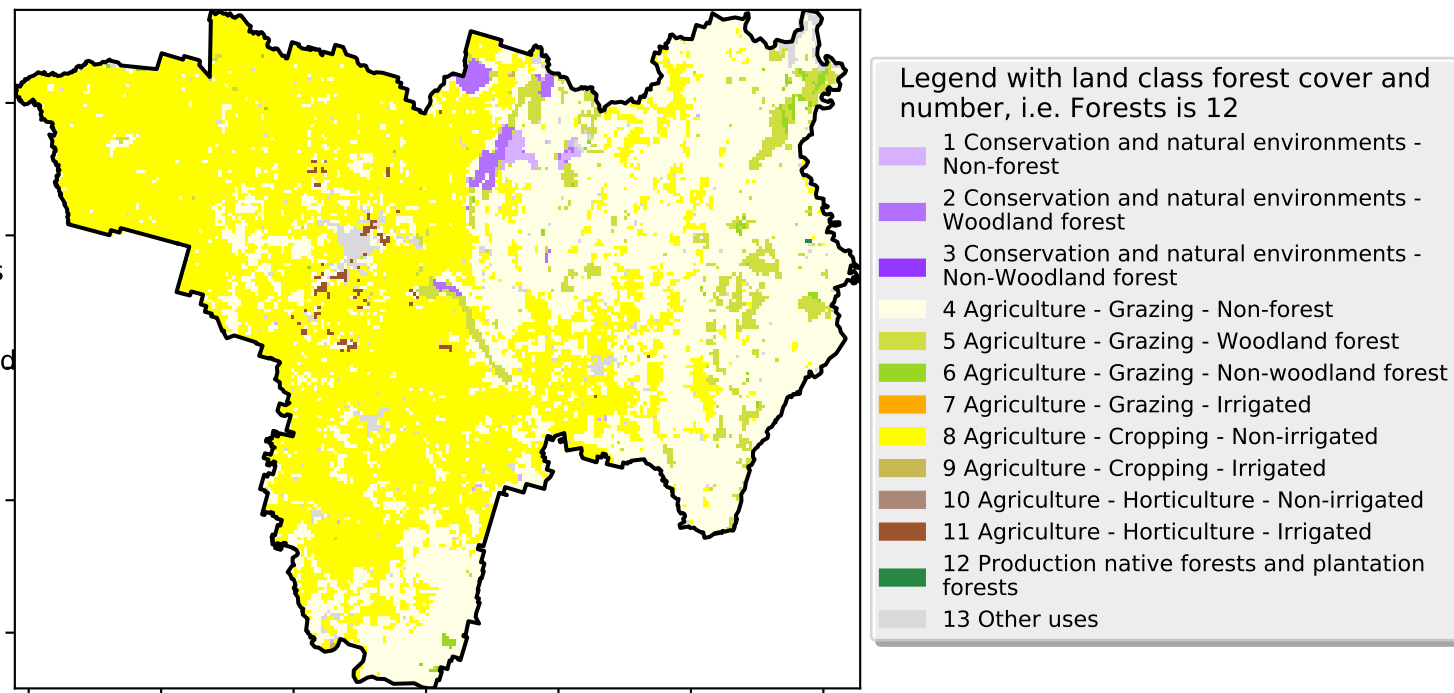 Legend with land class forest cover and
number, i.e. Forests is 12
1 Conservation and natural environments -
Non-forest
2 Conservation and natural environments -
Woodland forest
3 Conservation and natural environments -
Non-Woodland forest
4 Agriculture - Grazing - Non-forest
5 Agriculture - Grazing - Woodland forest
6 Agriculture - Grazing - Non-woodland forest
7 Agriculture - Grazing - Irrigated
8 Agriculture - Cropping - Non-irrigated
9 Agriculture - Cropping - Irrigated
10 Agriculture - Horticulture - Non-irrigated
11 Agriculture - Horticulture - Irrigated
12 Production native forests and plantation
forests
13 Other uses